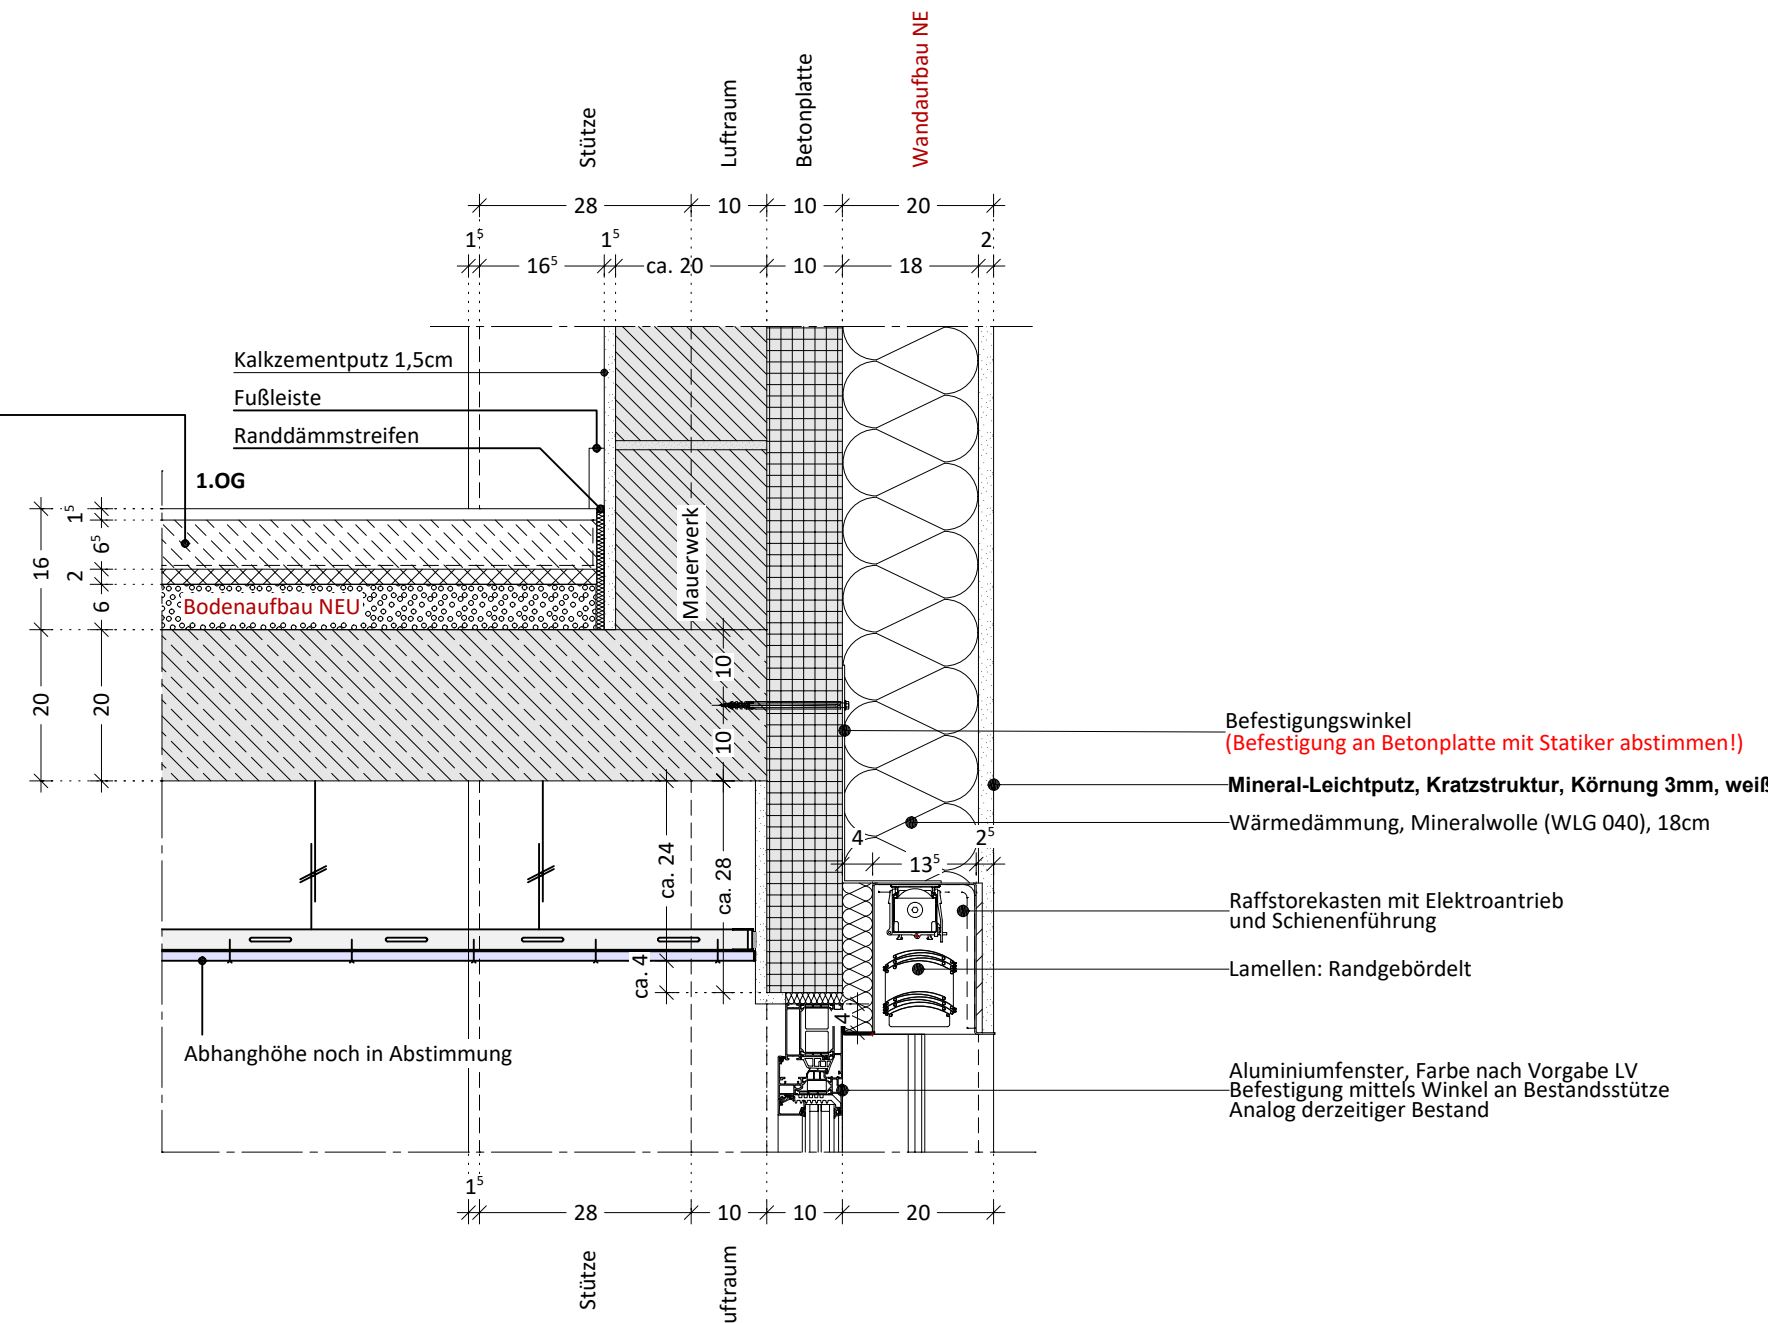 Stütze
Luftraum
Betonplatte
Wandaufbau NE
28
10
10
20
1⁵
1⁵
2
16⁵
ca. 20
10
18
Kalkzementputz 1,5cm
Fußleiste
Randdämmstreifen
1.OG
1⁵
6⁵
16
2
6
Bodenaufbau NEU
Mauerwerk
20
20
10
10
Befestigungswinkel
(Befestigung an Betonplatte mit Statiker abstimmen!)
Mineral-Leichtputz, Kratzstruktur, Körnung 3mm, weiß
Wärmedämmung, Mineralwolle (WLG 040), 18cm
4
2⁵
13⁵
ca. 24
ca. 28
ca. 4
4
Raffstorekasten mit Elektroantrieb
und Schienenführung
Lamellen: Randgebördelt
Abhanghöhe noch in Abstimmung
Aluminiumfenster, Farbe nach Vorgabe LV
Befestigung mittels Winkel an Bestandsstütze
Analog derzeitiger Bestand
1⁵
28
10
10
20
Stütze
uftraum